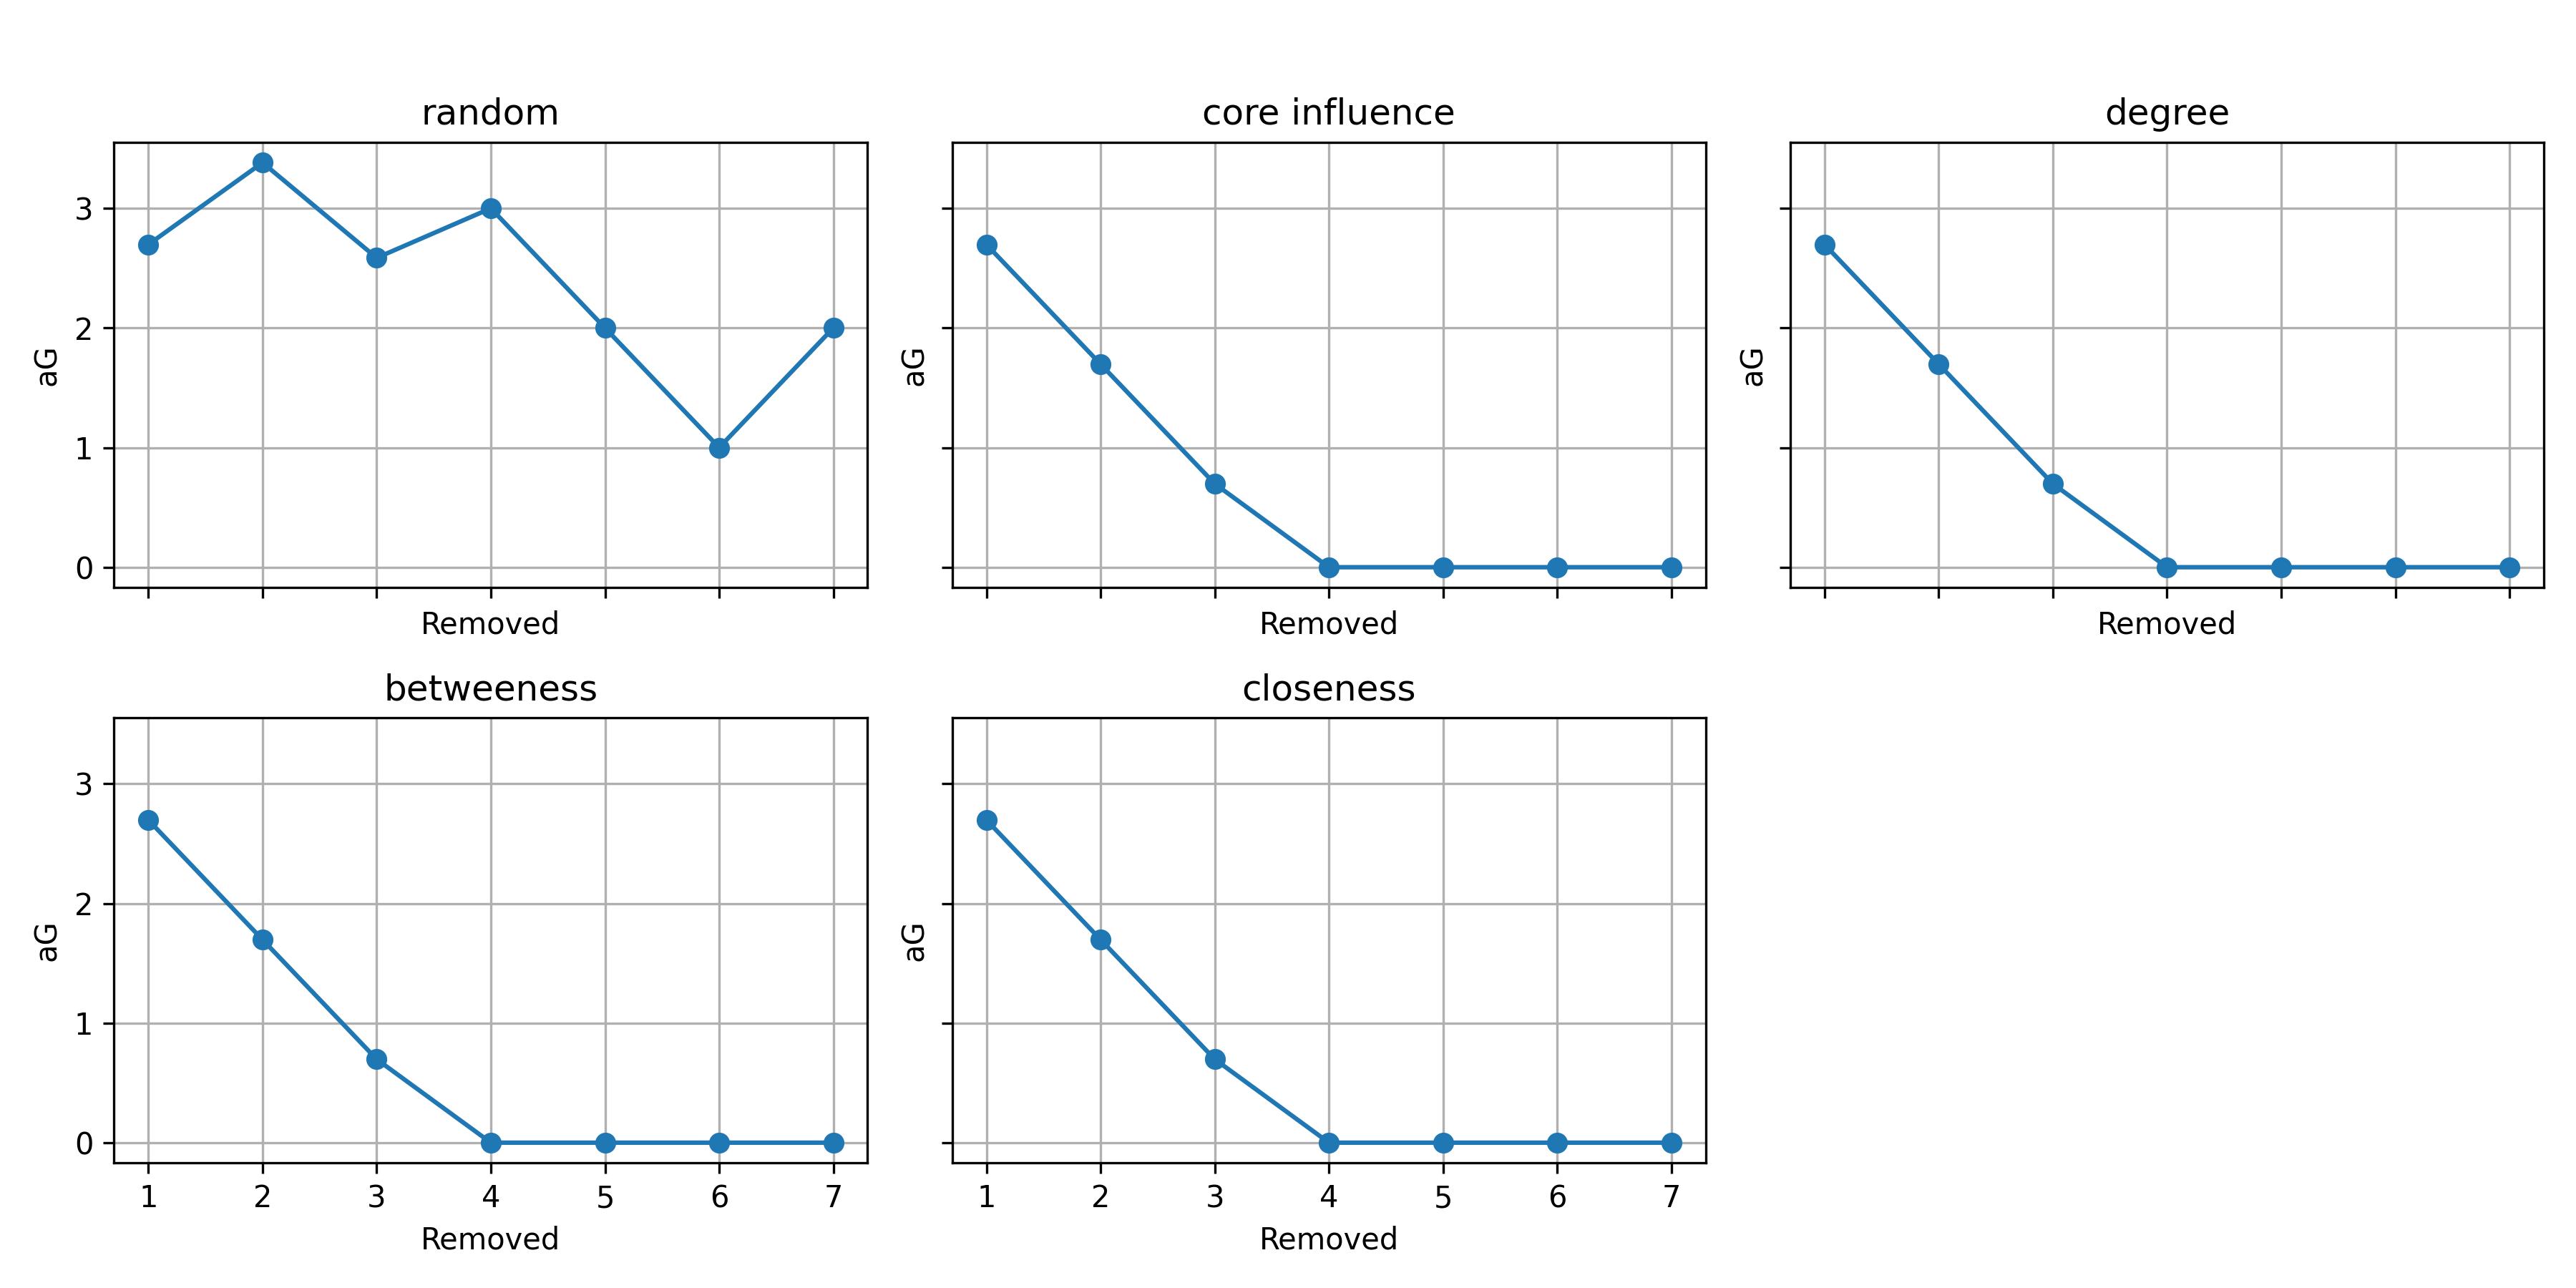 random
3
2
1
0
aG
Removed
core influence
aG
Removed
degree
aG
Removed
betweeness
3
2
1
0
aG
1 2 3 4 5 6 7
Removed
closeness
aG
1 2 3 4 5 6 7
Removed